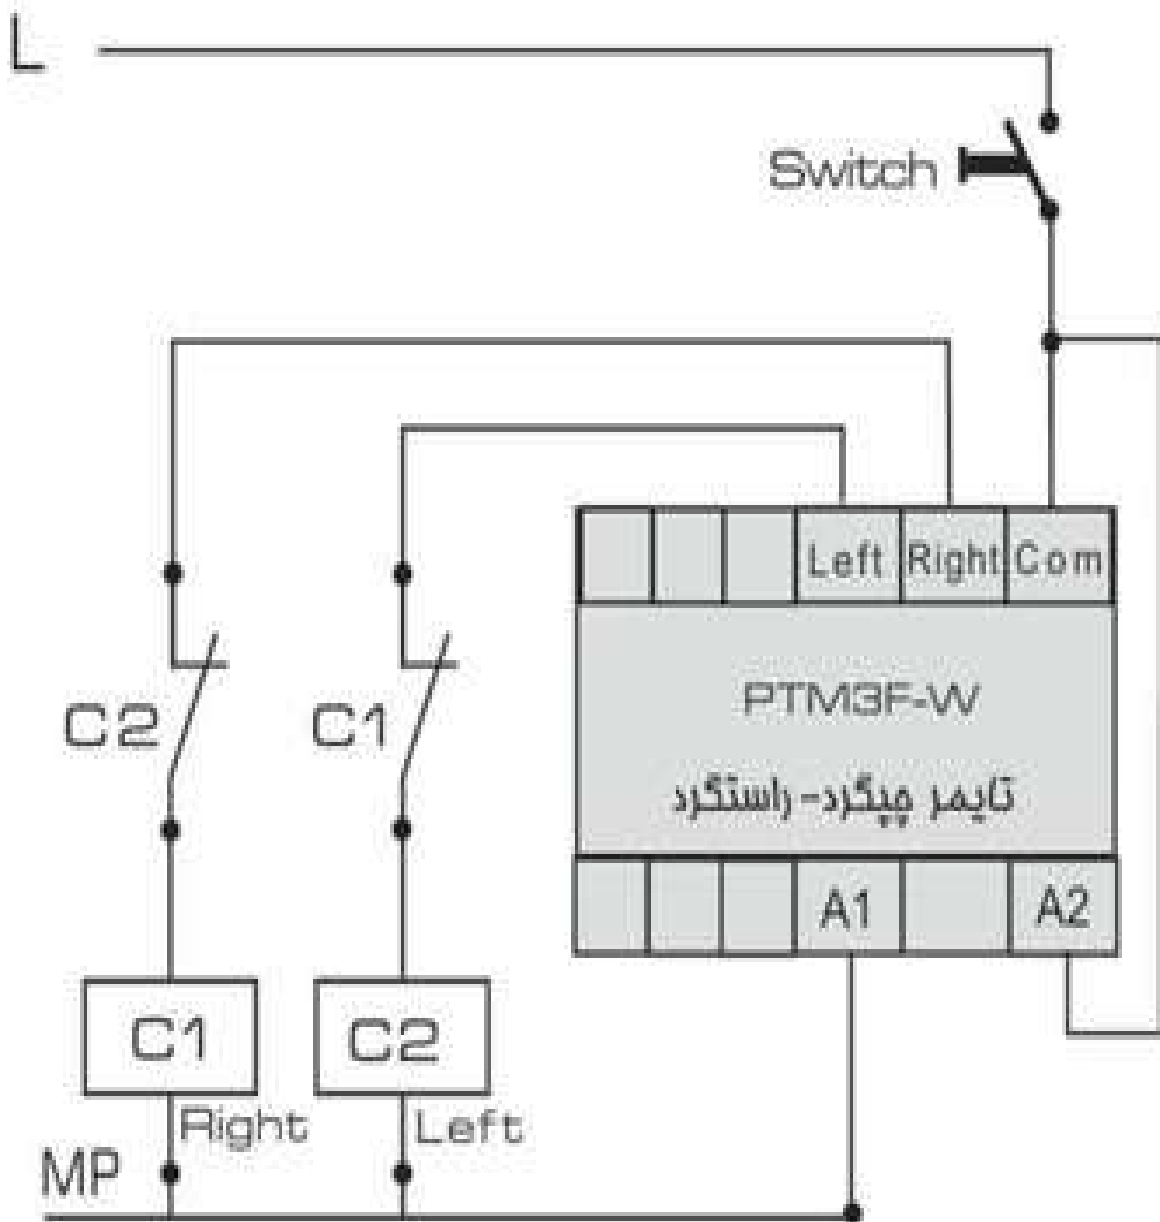 L
Switch
Left Right Com
PTM3F-W
C2 C1
تایمر چپگرد-راستگرد
A1 A2
C1 C2
Right Left
MP